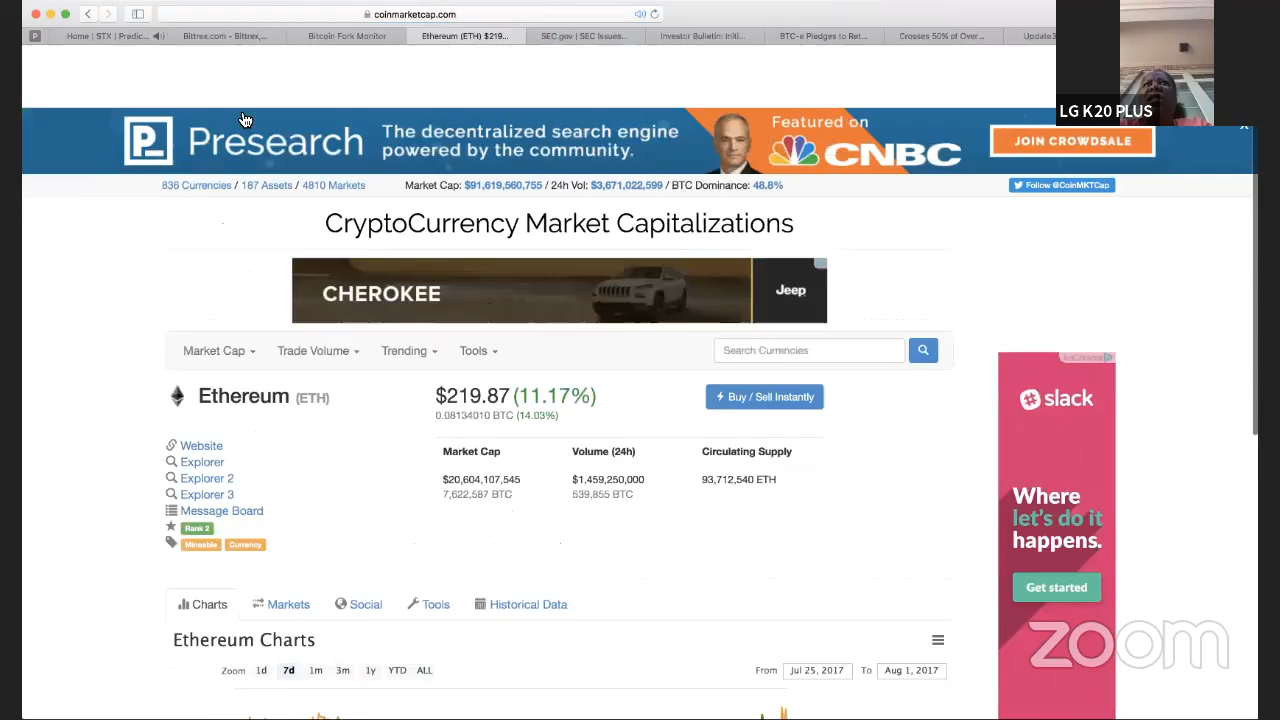 coinmarketcap.com
P
Home | STX | Predic...
Bittrex.com - Bittrex,...
Bitcoin Fork Monitor
Ethereum (ETH) $219...
SEC.gov | SEC Issues...
Investor Bulletin: Initi...
BTC-e Pledges to Ret...
Crosses 50% of Over...
Update3
LG K20 PLUS
x
P
Presearch
The decentralized search engine
powered by the community.
Featured on
CNBC
JOIN CROWDSALE
836 Currencies / 187 Assets / 4810 Markets
Market Cap: $91,619,560,755 / 24h Vol: $3,671,022,599 / BTC Dominance: 48.8%
Follow @CoinMKTCap
CryptoCurrency Market Capitalizations
CHEROKEE
Jeep
Market Cap
Trade Volume
Trending
Tools
Search Currencies
Ethereum (ETH)
$219.87 (11.17%)
0.08134010 BTC (14.03%)
Buy / Sell Instantly
Website
Explorer
Explorer 2
Explorer 3
Message Board
Rank 2
Mineable
Currency
Market Cap
Volume (24h)
Circulating Supply
$20,604,107,545
$1,459,250,000
93,712,540 ETH
7,622,587 BTC
539,855 BTC
AdChoices
slack
Where
let's do it
happens.
Get started
Charts
Markets
Social
Tools
Historical Data
Ethereum Charts
Zoom 1d 7d 1m 3m 1y YTD ALL
From Jul 25, 2017 To Aug 1, 2017
zoom